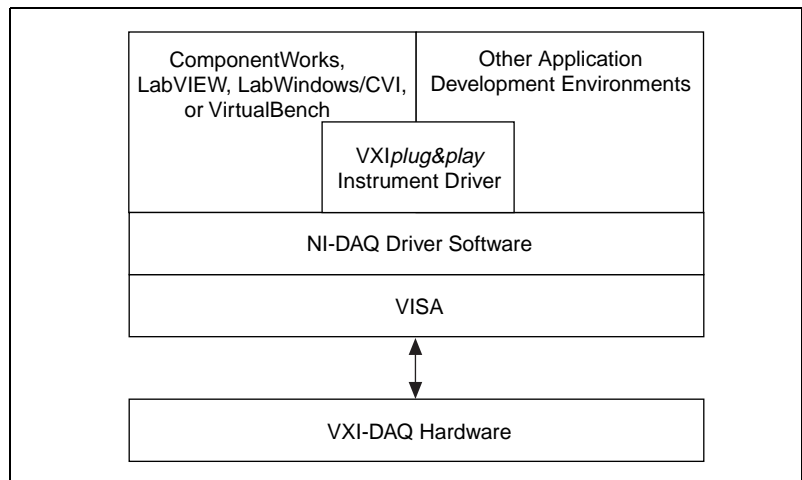 ComponentWorks,
LabVIEW, LabWindows/CVI,
or VirtualBench
Other Application
Development Environments
VXIplug&play
Instrument Driver
NI-DAQ Driver Software
VISA
VXI-DAQ Hardware